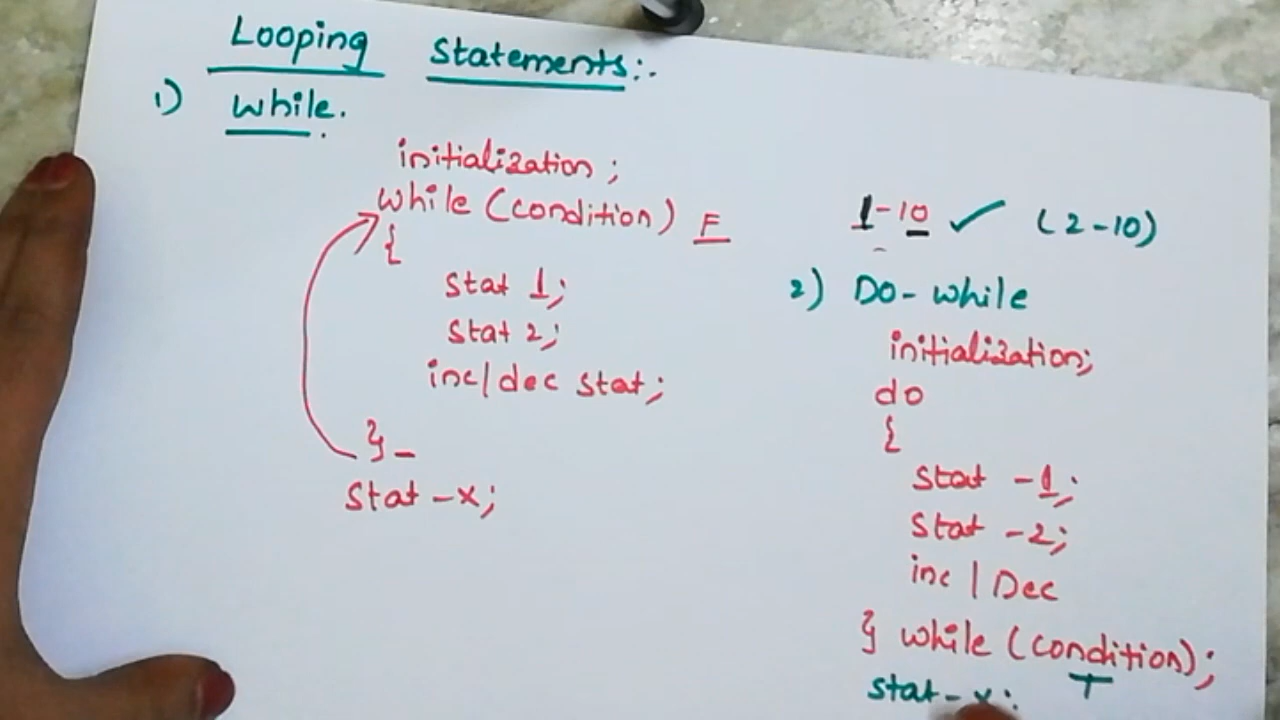 Looping Statements:.
1) While.
initialization;
while (condition) F
{
Stat 1;
Stat 2;
inc/dec stat;
}
Stat-x;
1-10 ✓ (2-10)
2) DO-while
initialization;
do
{
Stat -1;
Stat -2;
inc | Dec
} while (condition);
T
stat-x;